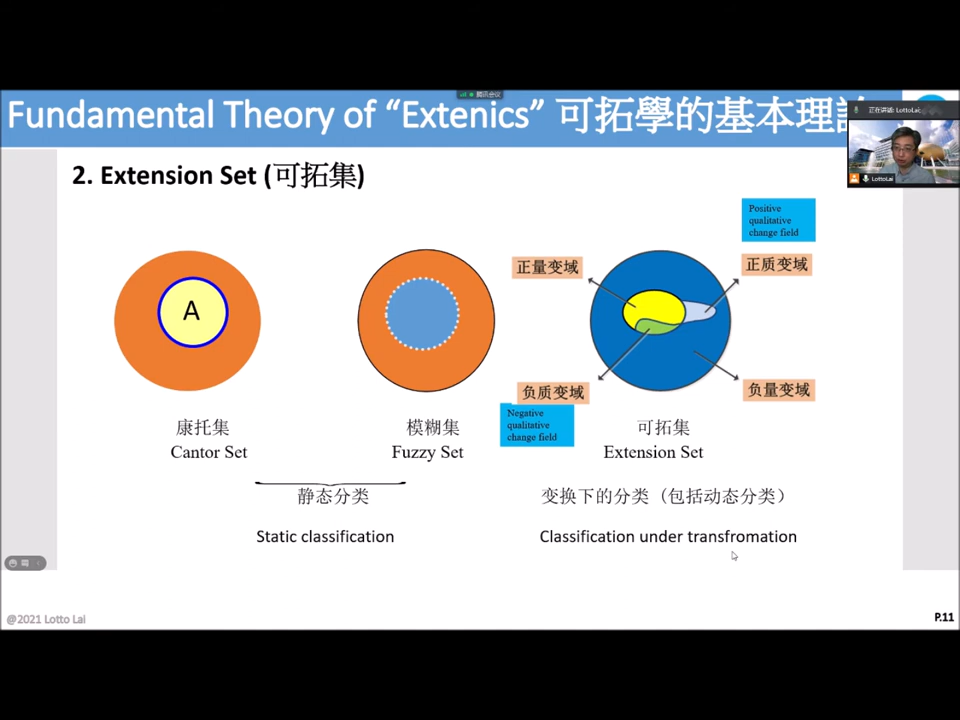 腾讯会议
Fundamental Theory of “Extenics” 可拓學的基本理論
正在讲话: LottoLai;
LottoLai
2. Extension Set (可拓集)
Positive
qualitative
change field
正量变域
正质变域
A
负质变域
负量变域
Negative
qualitative
change field
康托集
模糊集
可拓集
Cantor Set
Fuzzy Set
Extension Set
静态分类
变换下的分类（包括动态分类）
Static classification
Classification under transfromation
@2021 Lotto Lai
P.11